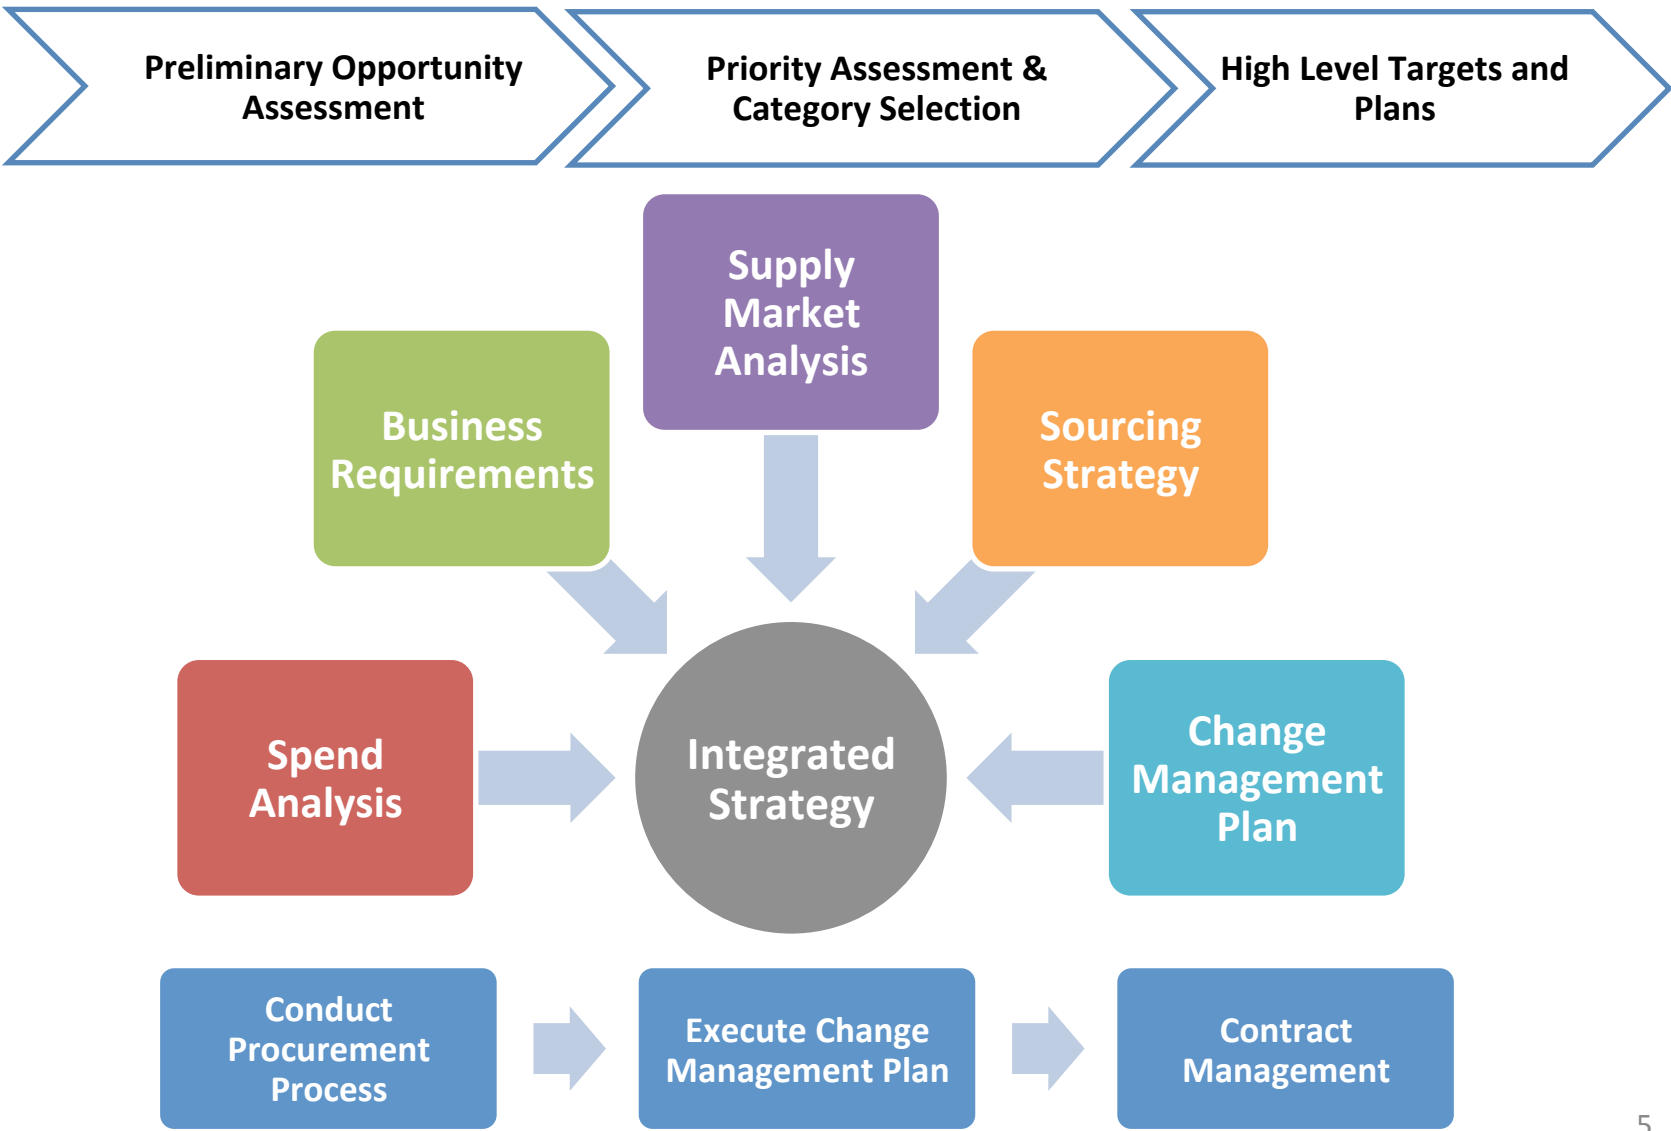 Preliminary Opportunity
Assessment
Priority Assessment &
Category Selection
High Level Targets and
Plans
Supply
Market
Analysis
Business
Requirements
Sourcing
Strategy
Spend
Analysis
Integrated
Strategy
Change
Management
Plan
Conduct
Procurement
Process
Execute Change
Management Plan
Contract
Management
5